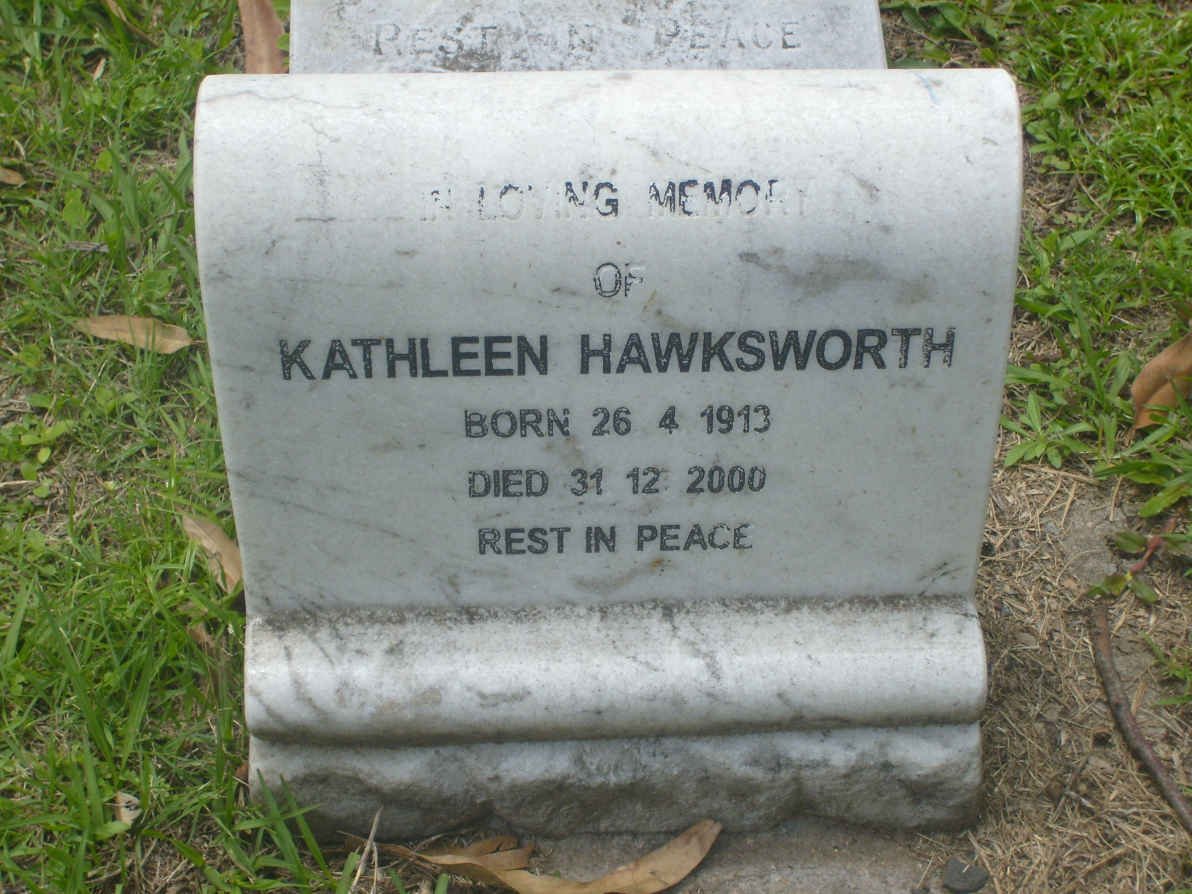 REST IN PEACE
IN LOVING MEMORY
OF
KATHLEEN HAWKSWORTH
BORN 26 4 1913
DIED 31 12 2000
REST IN PEACE